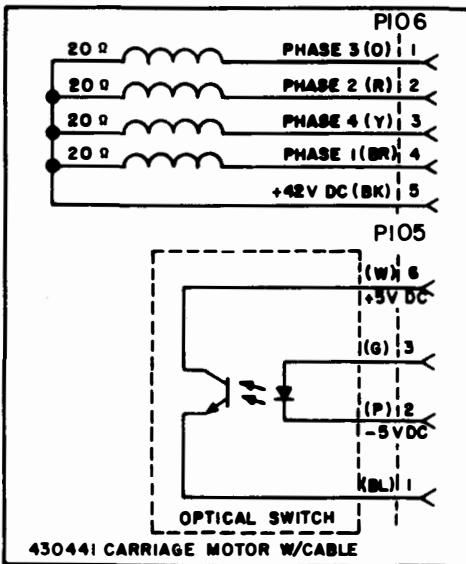 P106
20 Ω PHASE 3 (O) 1
20 Ω PHASE 2 (R) 2
20 Ω PHASE 4 (Y) 3
20 Ω PHASE 1 (BR) 4
+42V DC (BK) 5
P105
(W) 6
+5V DC
(G) 3
(P) 2
-5VDC
(BL) 1
OPTICAL SWITCH
430441 CARRIAGE MOTOR W/CABLE